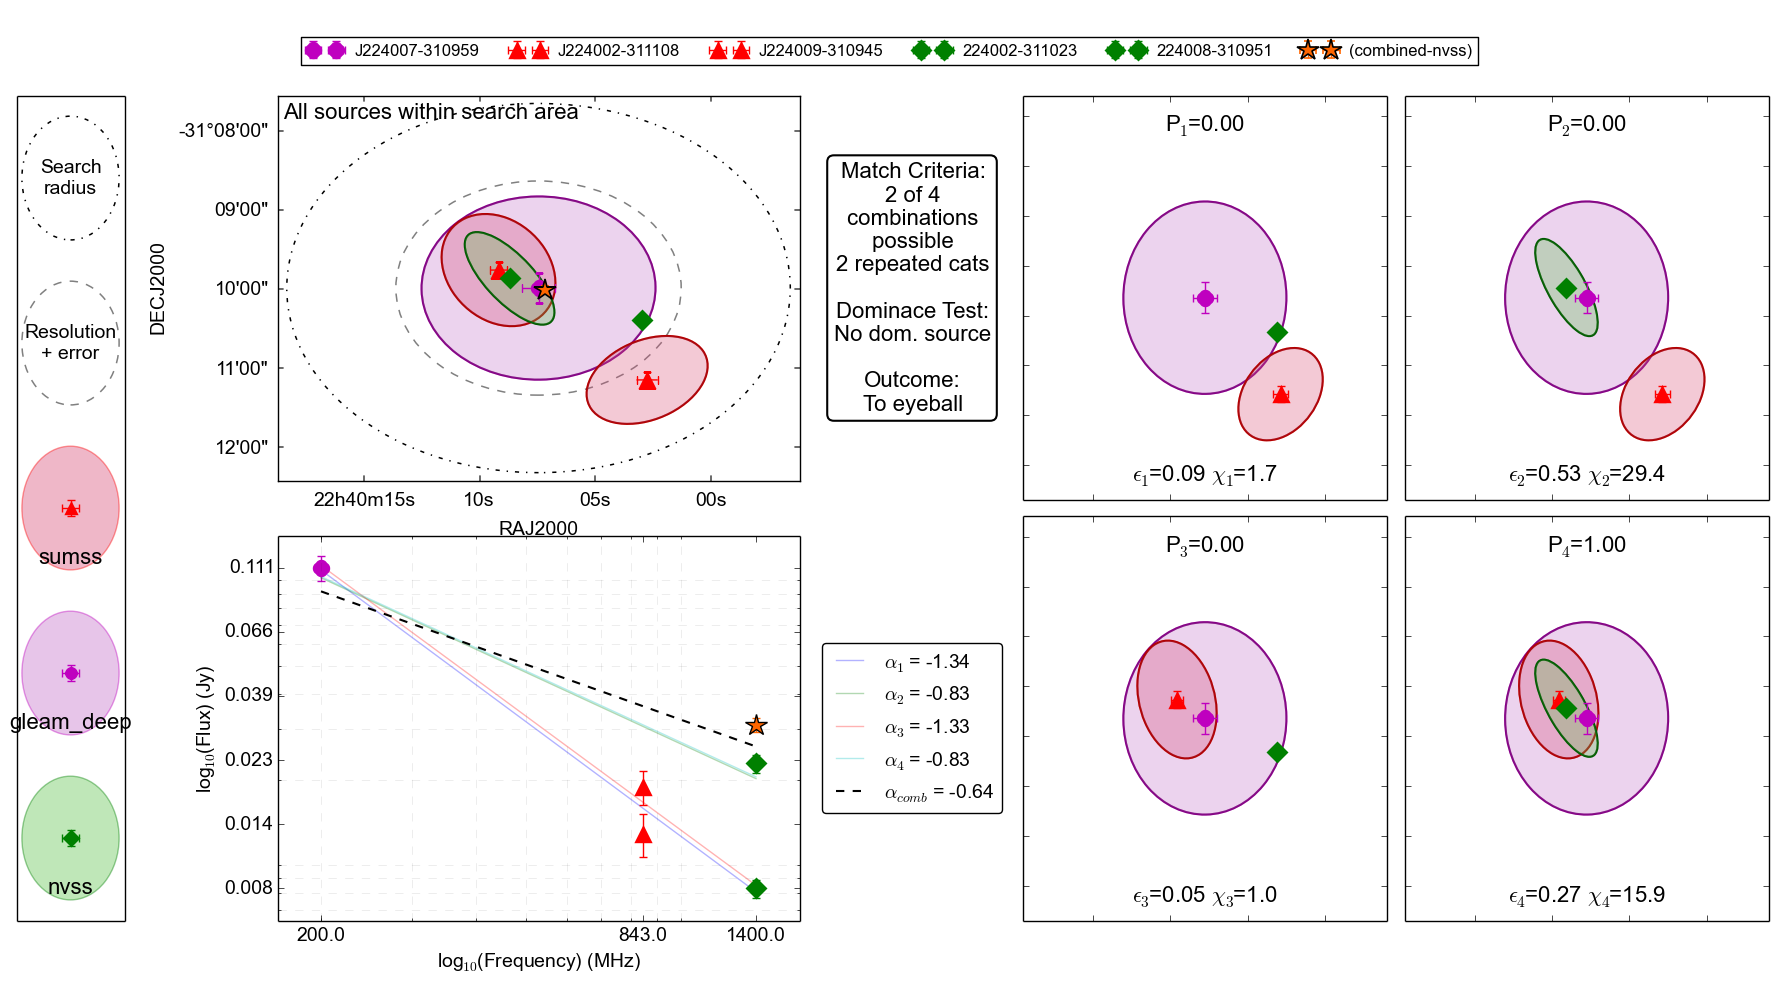 J224007-310959 J224002-311108 J224009-310945 224002-311023 224008-310951 (combined-nvss)
Search
radius
Resolution
+ error
sumss
gleam_deep
nvss
All sources within search area
DECJ2000
-31°08'00"
09'00"
10'00"
11'00"
12'00"
22h40m15s 10s 05s 00s
RAJ2000
Match Criteria:
2 of 4
combinations
possible
2 repeated cats
Dominace Test:
No dom. source
Outcome:
To eyeball
P₁=0.00
ϵ₁=0.09 χ₁=1.7
P₂=0.00
ϵ₂=0.53 χ₂=29.4
log₁₀(Flux) (Jy)
0.111
0.066
0.039
0.023
0.014
0.008
200.0 843.0 1400.0
log₁₀(Frequency) (MHz)
α₁ = -1.34
α₂ = -0.83
α₃ = -1.33
α₄ = -0.83
α_comb = -0.64
P₃=0.00
ϵ₃=0.05 χ₃=1.0
P₄=1.00
ϵ₄=0.27 χ₄=15.9